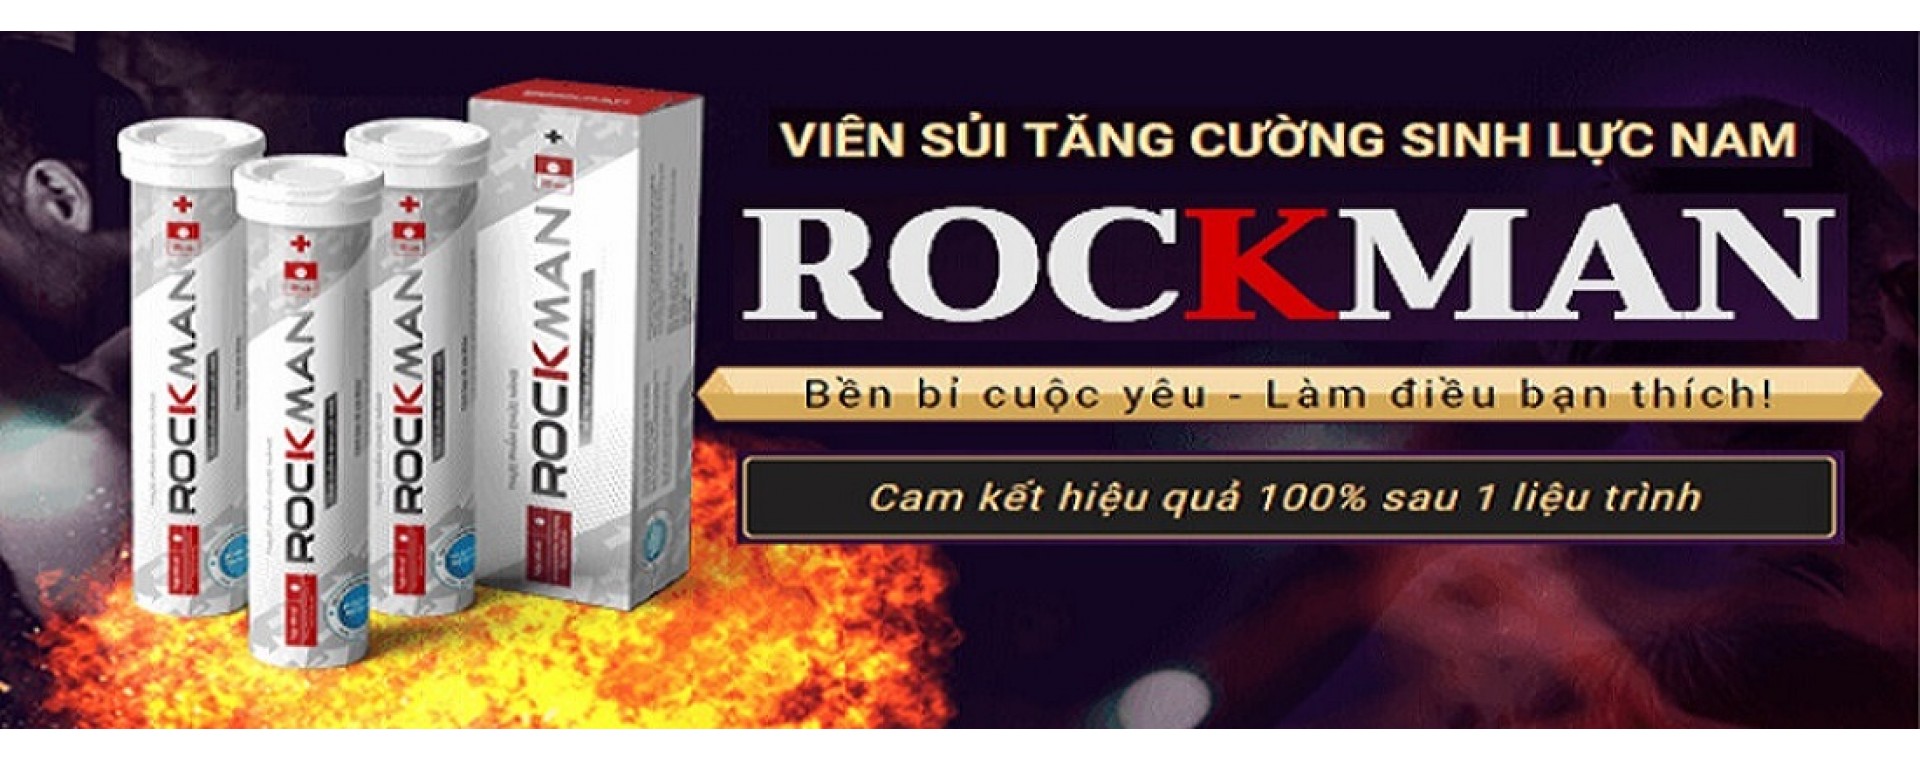 VIÊN SỦI TĂNG CƯỜNG SINH LỰC NAM
ROCKMAN
Bền bỉ cuộc yêu - Làm điều bạn thích!
Cam kết hiệu quả 100% sau 1 liệu trình
ROCKMAN
ROCKMAN
ROCKMAN
ROCKMAN